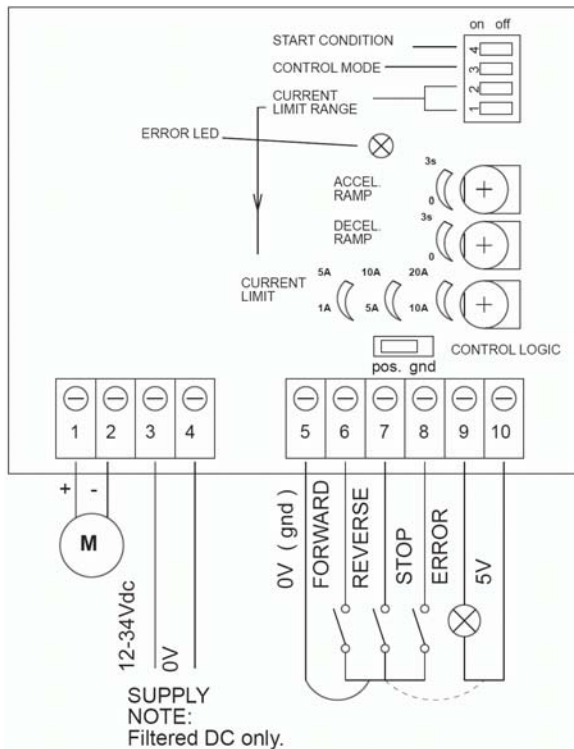 on off
START CONDITION
4
CONTROL MODE
3
CURRENT
LIMIT RANGE
2
1
ERROR LED
3s
ACCEL.
RAMP
0
3s
DECEL.
RAMP
0
CURRENT
LIMIT
5A 10A 20A
1A 5A 10A
CONTROL LOGIC
pos. gnd
1 2 3 4
5 6 7 8 9 10
+ -
M
12-34Vdc
0V
0V ( gnd )
FORWARD
REVERSE
STOP
ERROR
5V
SUPPLY
NOTE:
Filtered DC only.